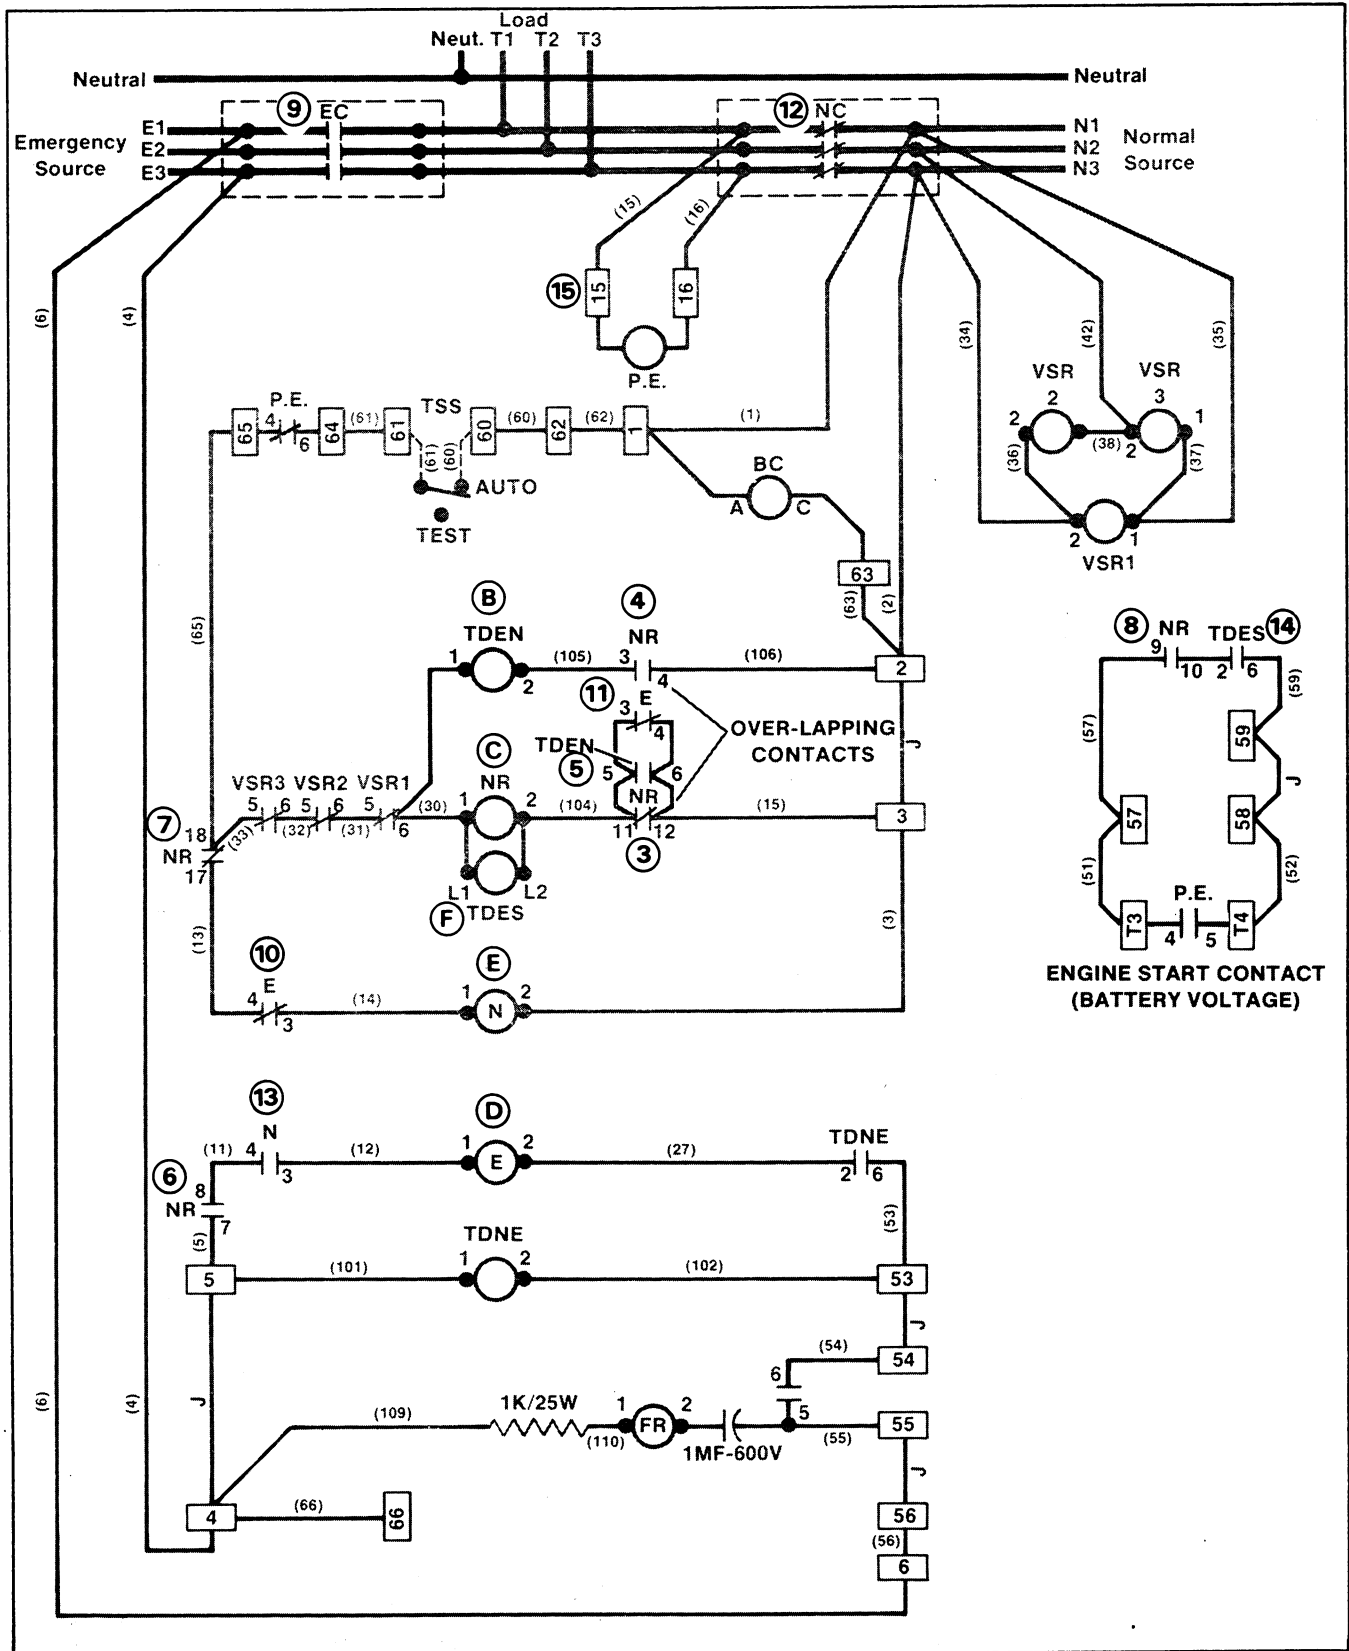 Load
Neut. T1 T2 T3
Neutral
Neutral
9
EC
12
NC
E1
E2
E3
Emergency
Source
N1
N2
N3
Normal
Source
(15)
(16)
15
15
16
P.E.
(6)
(4)
(34)
(42)
(35)
VSR
2
VSR
3
2
(38)
2
1
(36)
(37)
2
1
VSR1
65
P.E.
4
6
64
(61)
61
TSS
60
(60)
62
(62)
1
(1)
(61)
(60)
AUTO
TEST
BC
A
C
63
(63)
(2)
(65)
B
TDEN
1
2
(105)
4
NR
3
4
(106)
2
11
3
E
4
TDEN
5
5
6
NR
11
12
3
OVER-LAPPING
CONTACTS
J
C
NR
1
2
(104)
(15)
3
VSR3
5
6
VSR2
5
6
VSR1
5
6
(33)
(32)
(31)
(30)
7
18
NR
17
L1
L2
F
TDES
(13)
(3)
10
E
4
3
(14)
E
1
N
2
8
NR
9
10
TDES
14
2
6
(57)
(59)
59
J
57
58
(51)
(52)
T3
P.E.
4
5
T4
ENGINE START CONTACT
(BATTERY VOLTAGE)
13
N
(11)
4
3
(12)
D
1
E
2
(27)
TDNE
2
6
6
8
NR
7
(5)
(53)
TDNE
5
(101)
1
2
(102)
53
J
(54)
54
6
5
(6)
(4)
J
(109)
1K/25W
(110)
1
FR
2
1MF-600V
(55)
55
J
4
(66)
66
56
(56)
6